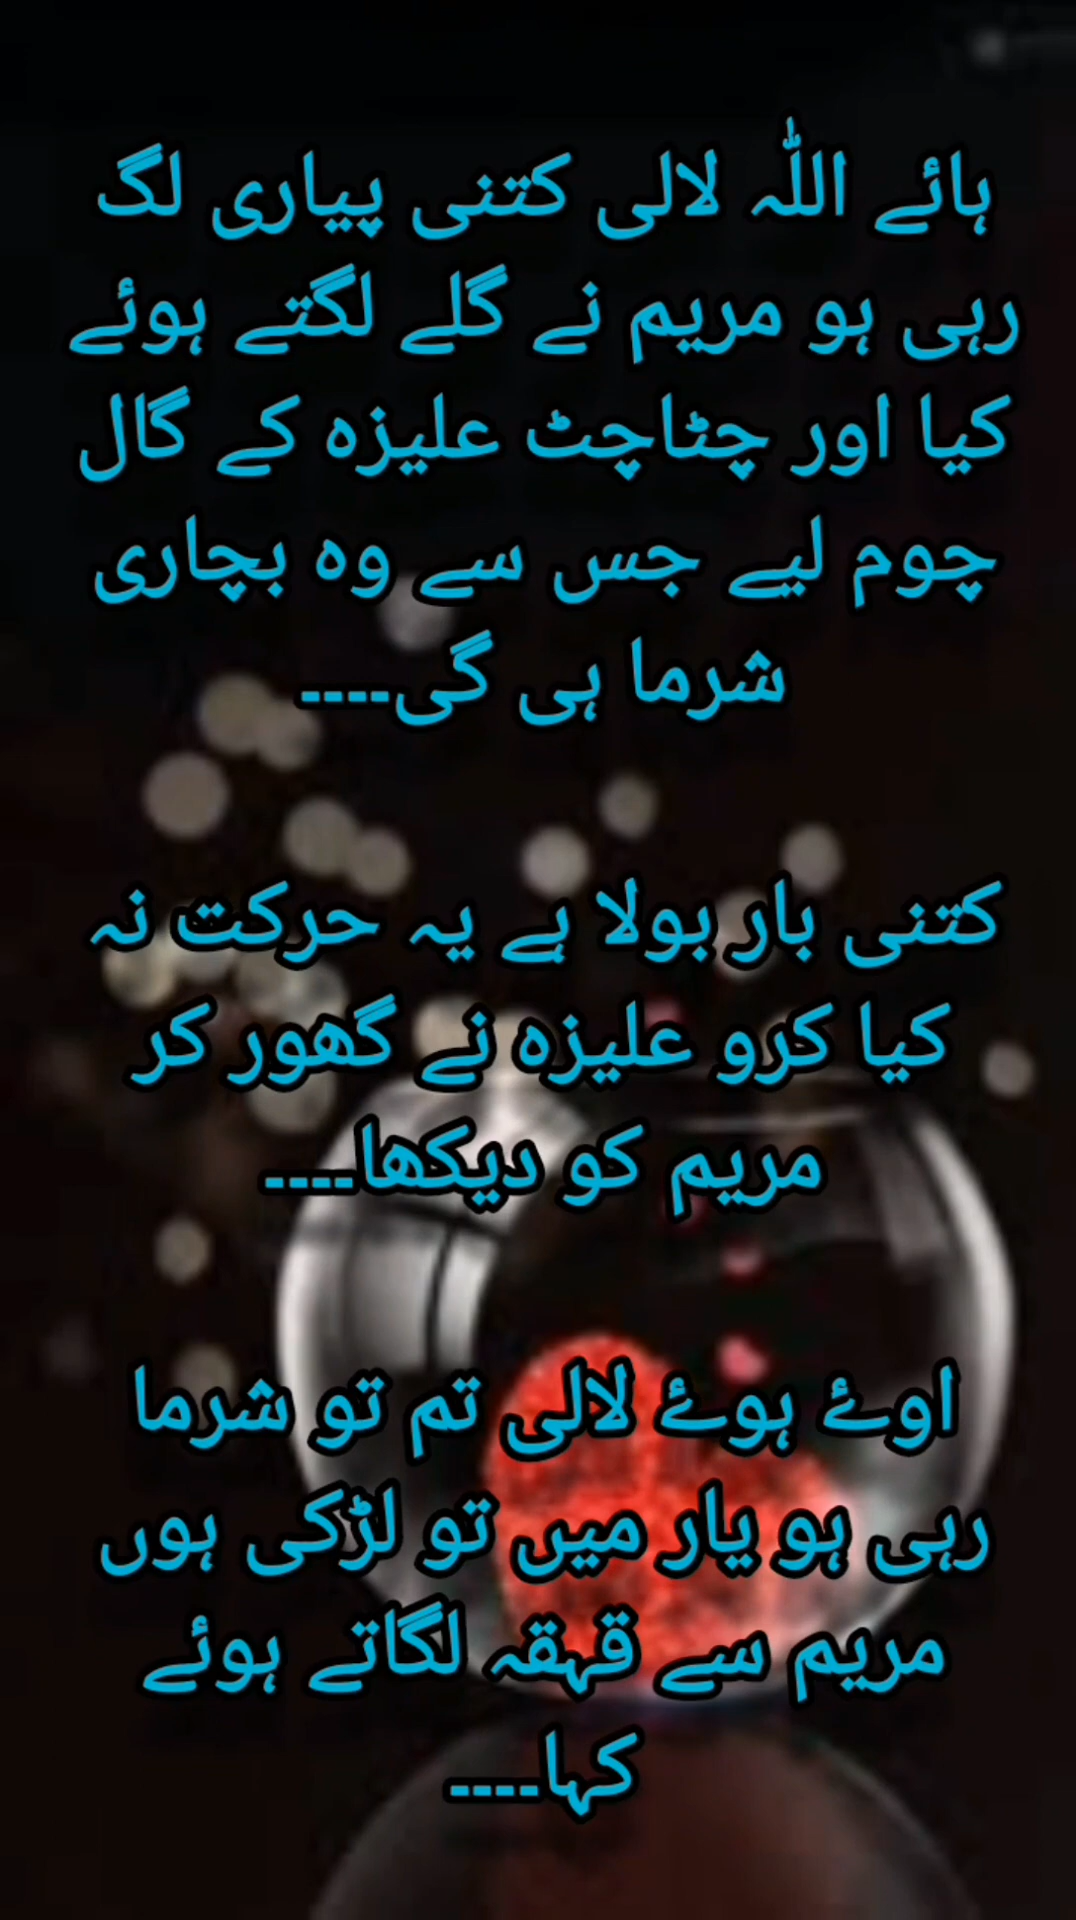 ہائے اللّٰہ لالی کتنی پیاری لگ
رہی ہو مریم نے گلے لگتے ہوئے
کیا اور چٹاچٹ علیزہ کے گال
چوم لیے جس سے وہ بچاری
شرما ہی گی----
کتنی بار بولا ہے یہ حرکت نہ
کیا کرو علیزہ نے گھور کر
مریم کو دیکھا----
اوۓ ہوۓ لالی تم تو شرما
رہی ہو یار میں تو لڑکی ہوں
مریم سے قہقہ لگاتے ہوئے
کہا----